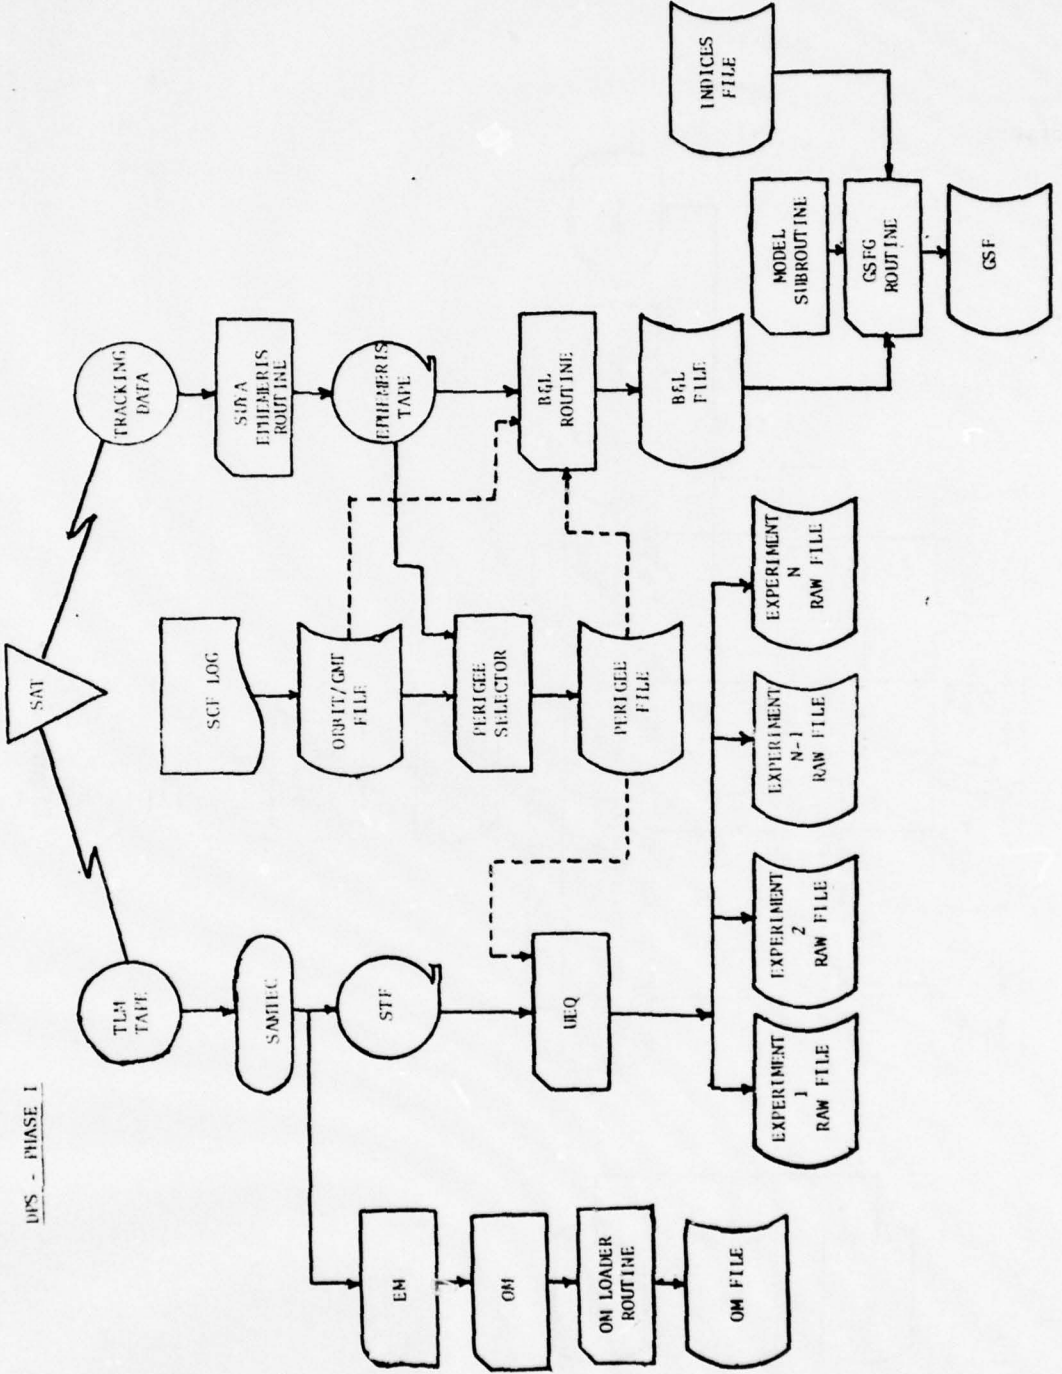 DPS - PHASE I
SAT
TLM
TAPE
TRACKING
DATA
SAMTEC
SCF LOG
EPHEMERIS
ROUTINE
STF
ORBIT/GMT
FILE
EPHEMERIS
TAPE
EM
OM
OM LOADER
ROUTINE
OM FILE
UEQ
PERIGEE
SELECTOR
PERIGEE
FILE
B&L
ROUTINE
B&L
FILE
EXPERIMENT
1
RAW FILE
EXPERIMENT
2
RAW FILE
EXPERIMENT
N-1
RAW FILE
EXPERIMENT
N
RAW FILE
INDICES
FILE
MODEL
SUBROUTINE
GSFG
ROUTINE
GSF